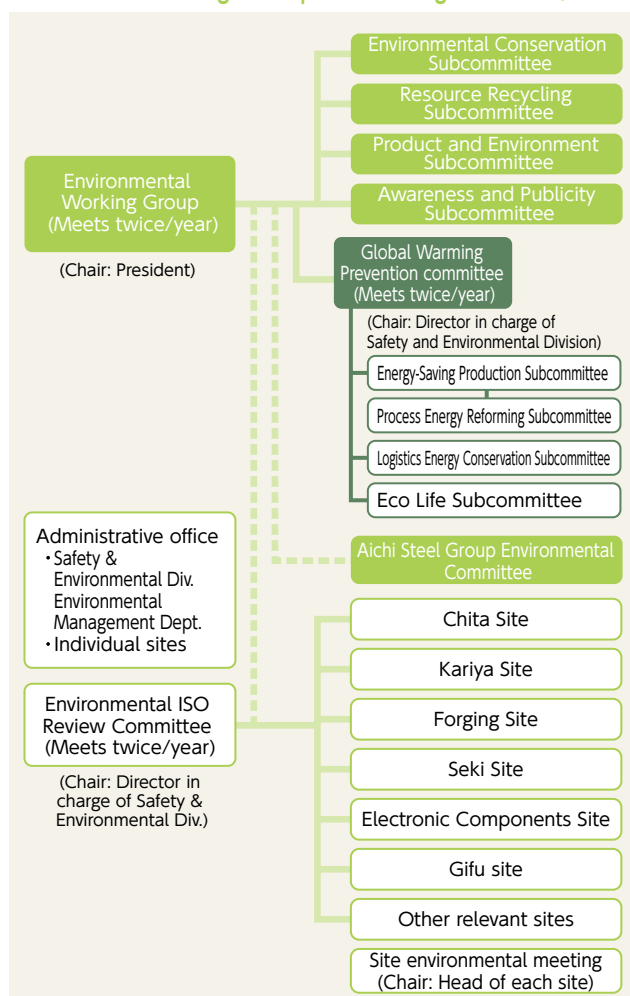 Environmental Conservation
Subcommittee
Resource Recycling
Subcommittee
Product and Environment
Subcommittee
Awareness and Publicity
Subcommittee
Environmental
Working Group
(Meets twice/year)
(Chair: President)
Global Warming
Prevention committee
(Meets twice/year)
(Chair: Director in charge of
Safety and Environmental Division)
Energy-Saving Production Subcommittee
Process Energy Reforming Subcommittee
Logistics Energy Conservation Subcommittee
Eco Life Subcommittee
Aichi Steel Group Environmental
Committee
Administrative office
・Safety &
Environmental Div.
Environmental
Management Dept.
・Individual sites
Environmental ISO
Review Committee
(Meets twice/year)
(Chair: Director in
charge of Safety &
Environmental Div.)
Chita Site
Kariya Site
Forging Site
Seki Site
Electronic Components Site
Gifu site
Other relevant sites
Site environmental meeting
(Chair: Head of each site)